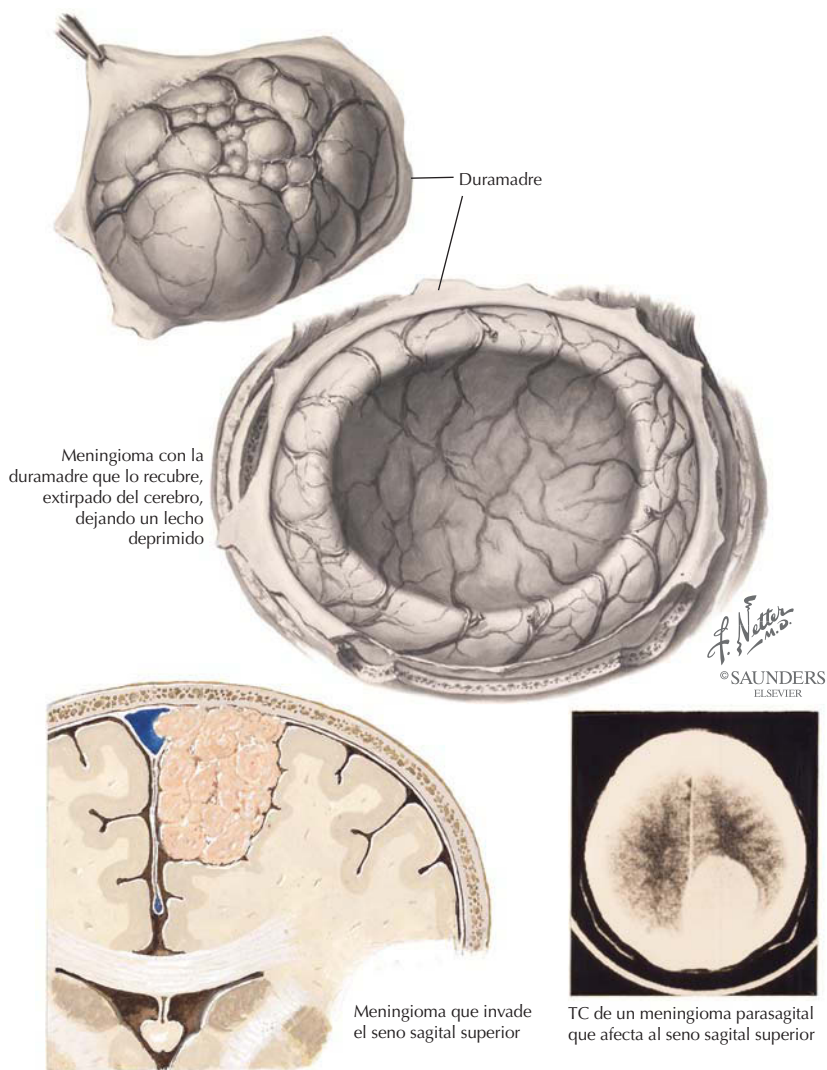 Duramadre
Meningioma con la
duramadre que lo recubre,
extirpado del cerebro,
dejando un lecho
deprimido
F. Netter
M.D.
© SAUNDERS
ELSEVIER
Meningioma que invade
el seno sagital superior
TC de un meningioma parasagital
que afecta al seno sagital superior